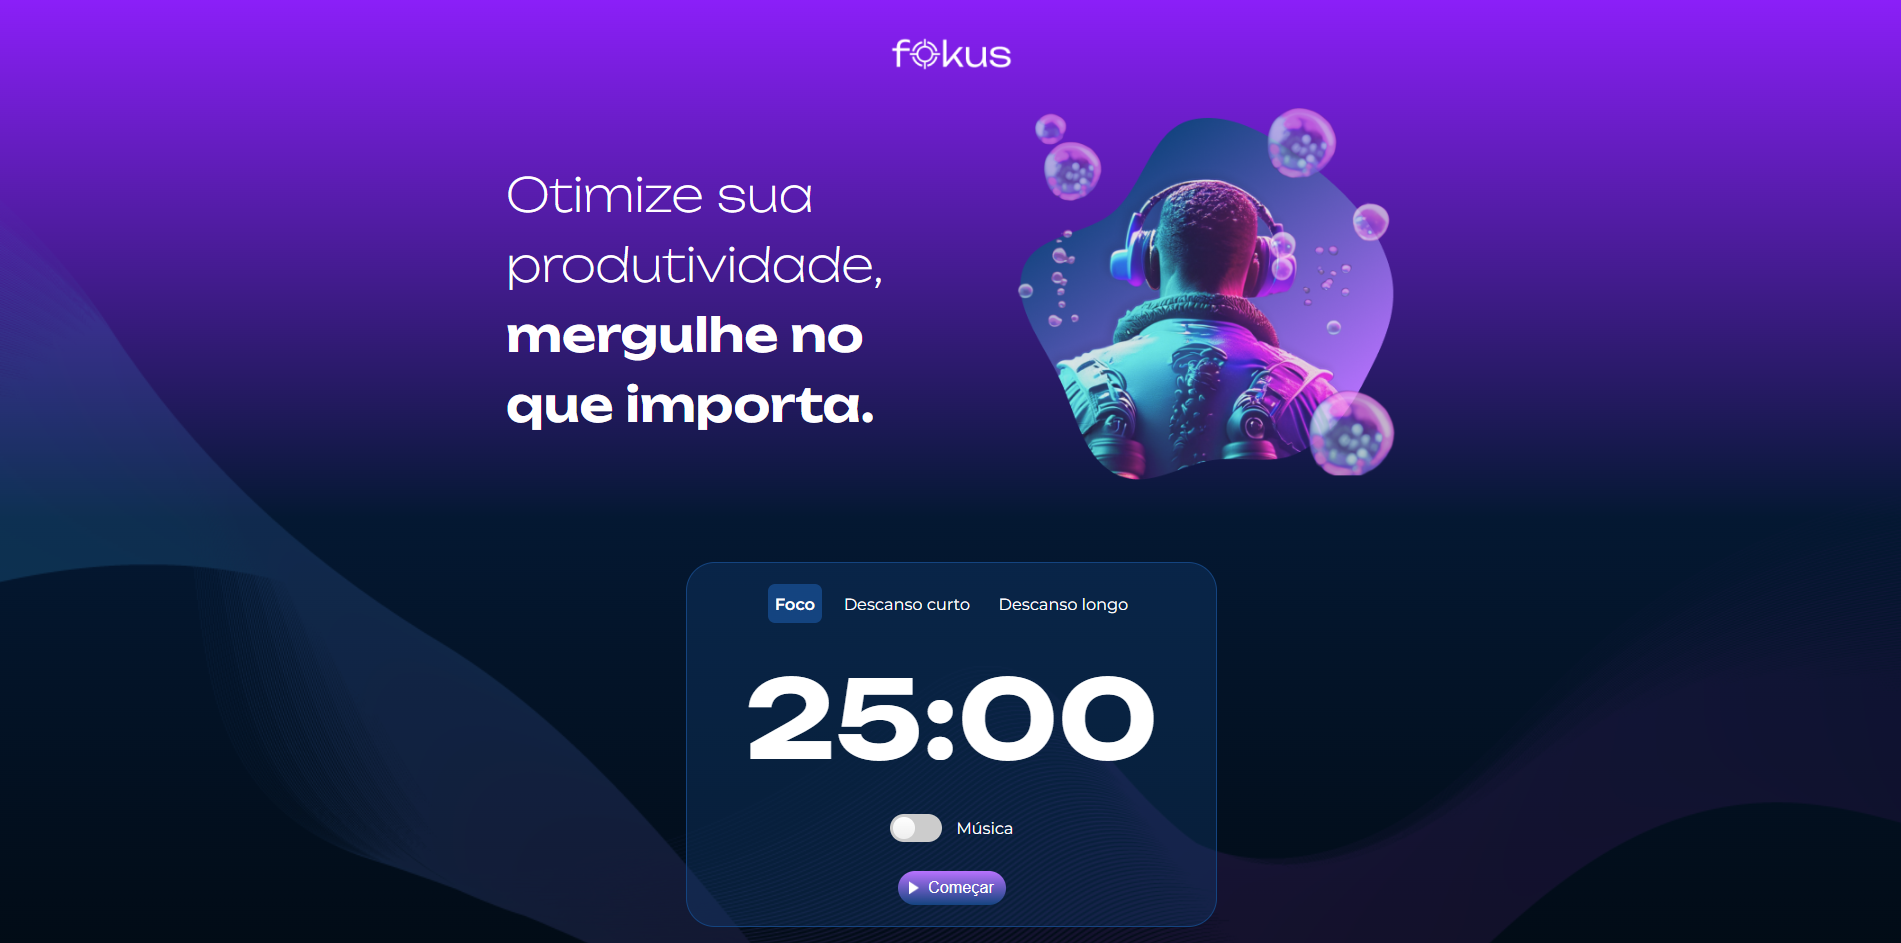 fokus
Otimize sua
produtividade,
mergulhe no
que importa.
Foco Descanso curto Descanso longo
25:00
Música
Começar